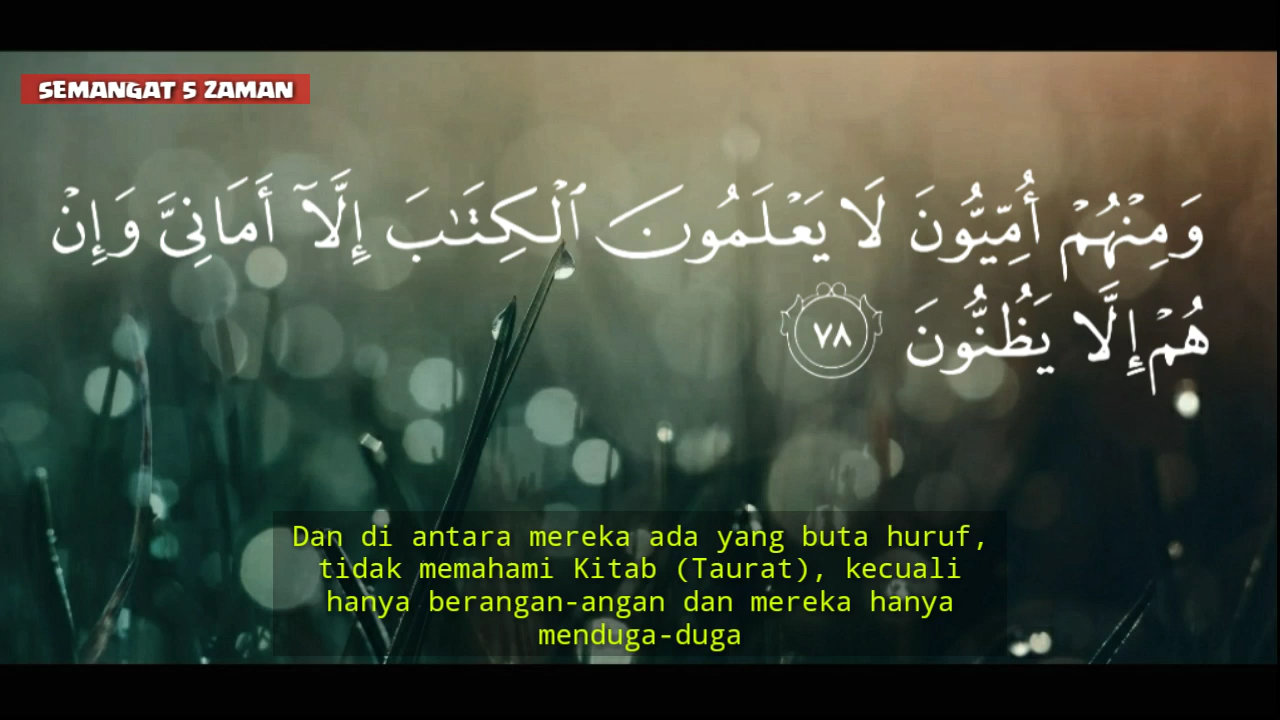 SEMANGAT 5 ZAMAN
وَمِنْهُمْ أُمِّيُّونَ لَا يَعْلَمُونَ ٱلْكِتَٰبَ إِلَّآ أَمَانِىَّ وَإِنْ
هُمْ إِلَّا يَظُنُّونَ ٧٨
Dan di antara mereka ada yang buta huruf,
tidak memahami Kitab (Taurat), kecuali
hanya berangan-angan dan mereka hanya
menduga-duga